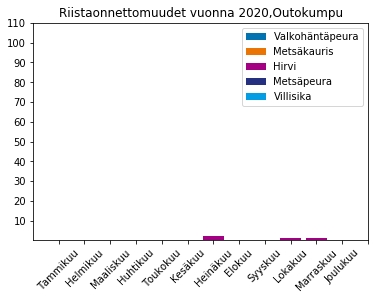 Riistaonnettomuudet vuonna 2020,Outokumpu
110
100
90
80
70
60
50
40
30
20
10
Valkohäntäpeura
Metsäkauris
Hirvi
Metsäpeura
Villisika
Tammikuu
Helmikuu
Maaliskuu
Huhtikuu
Toukokuu
Kesäkuu
Heinäkuu
Elokuu
Syyskuu
Lokakuu
Marraskuu
Joulukuu